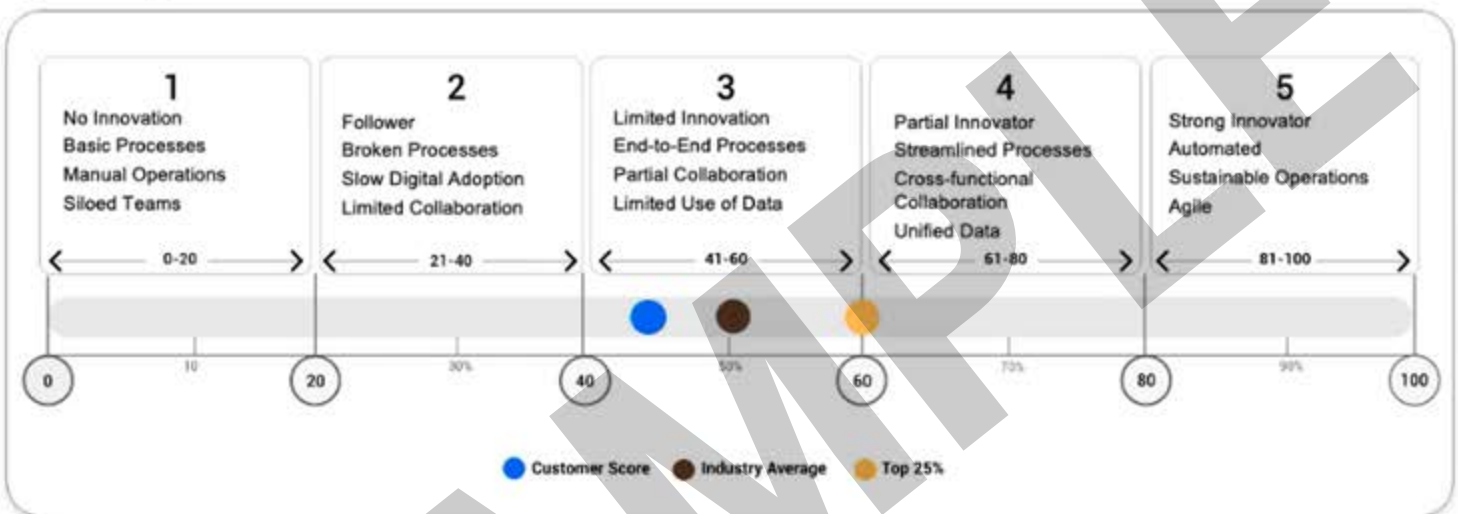 1
No Innovation
Basic Processes
Manual Operations
Siloed Teams
0-20
2
Follower
Broken Processes
Slow Digital Adoption
Limited Collaboration
21-40
3
Limited Innovation
End-to-End Processes
Partial Collaboration
Limited Use of Data
41-60
4
Partial Innovator
Streamlined Processes
Cross-functional
Collaboration
Unified Data
61-80
5
Strong Innovator
Automated
Sustainable Operations
Agile
81-100
0 10 20 30% 40 50% 60 70% 80 90% 100
Customer Score Industry Average Top 25%